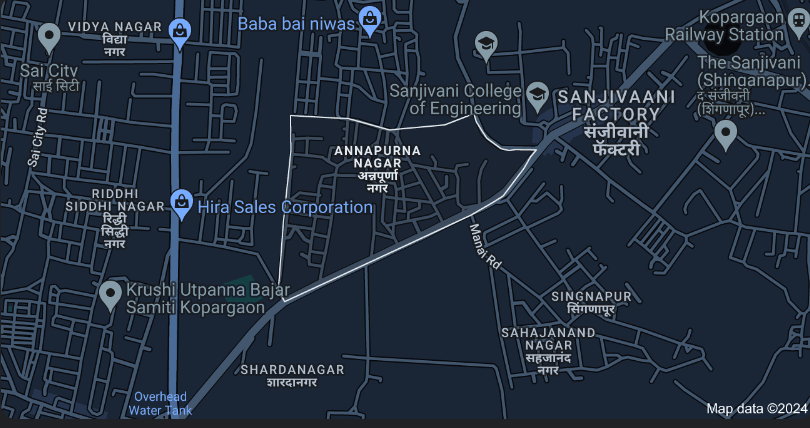 Kopargaon
Railway Station
VIDYA NAGAR
विद्या
नगर
Baba bai niwas
Sai City
साई सिटी
The Sanjivani
(Shinganapur)
द संजीवनी
(शिंगणापूर)...
Sanjivani College
of Engineering
SANJIVAANI
FACTORY
संजीवानी
फॅक्टरी
Sai City Rd
ANNAPURNA
NAGAR
अन्नपूर्णा
नगर
RIDDHI
SIDDHI NAGAR
रिद्धी
सिद्धी
नगर
Hira Sales Corporation
Manai Rd
Krushi Utpanna Bajar
Samiti Kopargaon
SINGNAPUR
सिंगणापूर
SAHAJANAND
NAGAR
सहजानंद
नगर
SHARDANAGAR
शारदानगर
Overhead
Water Tank
Map data ©2024